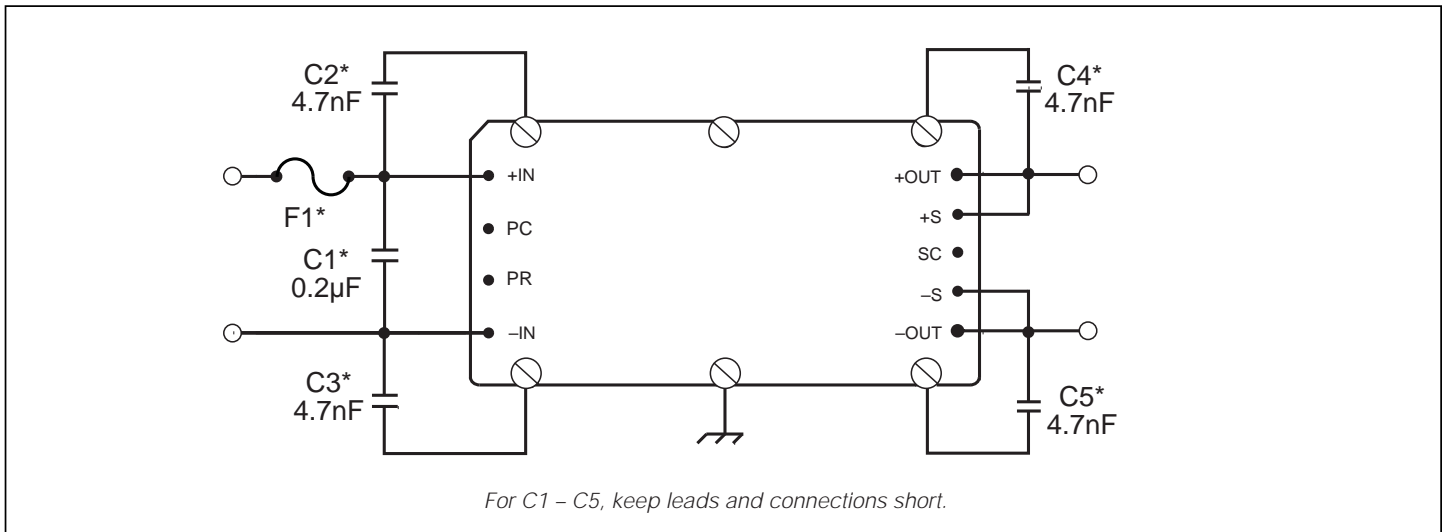 C2*
4.7nF
C4*
4.7nF
+IN
+OUT
F1*
+S
PC
C1*
0.2µF
SC
PR
–S
–IN
–OUT
C3*
4.7nF
C5*
4.7nF
For C1 – C5, keep leads and connections short.